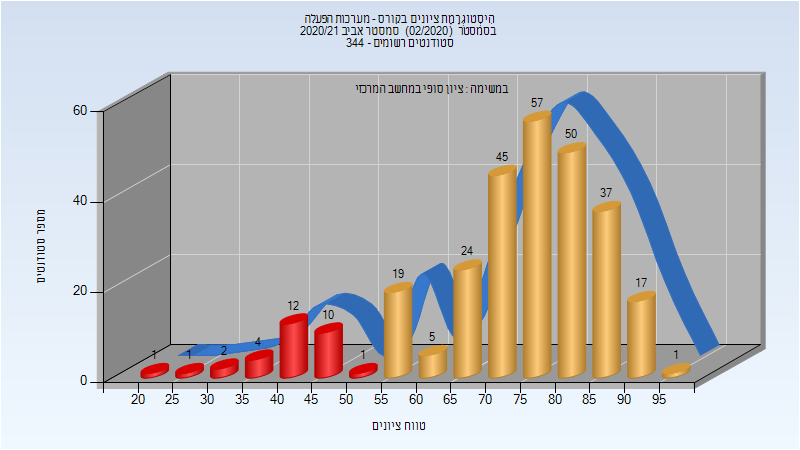 היסטוגרמת ציונים בקורס - מערכות הפעלה
בסמסטר (02/2020) סמסטר אביב 2020/21
סטודנטים רשומים - 344
במשימה : ציון סופי במחשב המרכזי
מספר סטודנטים
60
40
20
0
1
1
2
4
12
10
1
19
5
24
45
57
50
37
17
1
20 25 30 35 40 45 50 55 60 65 70 75 80 85 90 95
טווח ציונים